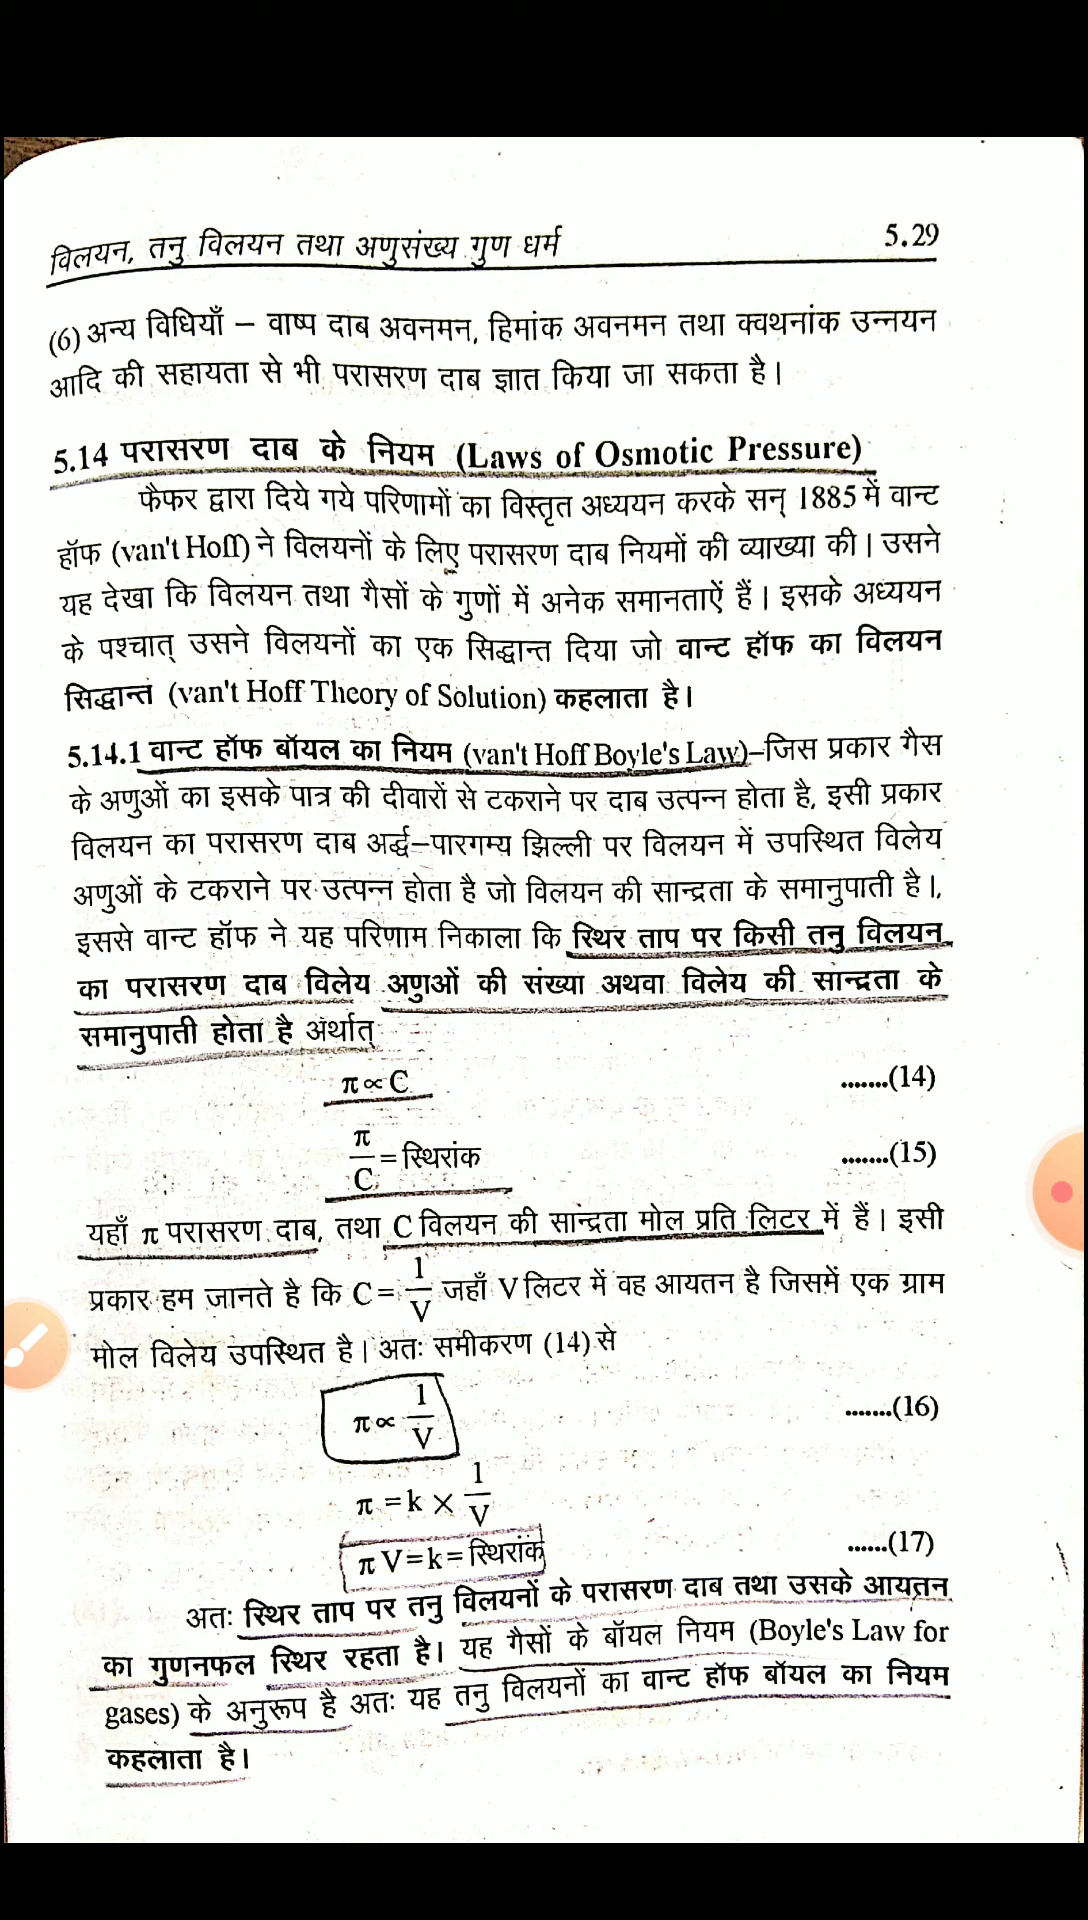 विलयन, तनु विलयन तथा अणुसंख्य गुण धर्म 5.29
(6) अन्य विधियाँ – वाष्प दाब अवनमन, हिमांक अवनमन तथा क्वथनांक उन्नयन
आदि की सहायता से भी परासरण दाब ज्ञात किया जा सकता है।
5.14 परासरण दाब के नियम (Laws of Osmotic Pressure)
फैफर द्वारा दिये गये परिणामों का विस्तृत अध्ययन करके सन् 1885 में वान्ट
हॉफ (van't Hoff) ने विलयनों के लिए परासरण दाब नियमों की व्याख्या की। उसने
यह देखा कि विलयन तथा गैसों के गुणों में अनेक समानताऐं हैं। इसके अध्ययन
के पश्चात् उसने विलयनों का एक सिद्धान्त दिया जो वान्ट हॉफ का विलयन
सिद्धान्त (van't Hoff Theory of Solution) कहलाता है।
5.14.1 वान्ट हॉफ बॉयल का नियम (van't Hoff Boyle's Law)–जिस प्रकार गैस
के अणुओं का इसके पात्र की दीवारों से टकराने पर दाब उत्पन्न होता है, इसी प्रकार
विलयन का परासरण दाब अर्द्ध–पारगम्य झिल्ली पर विलयन में उपस्थित विलेय
अणुओं के टकराने पर उत्पन्न होता है जो विलयन की सान्द्रता के समानुपाती है।
इससे वान्ट हॉफ ने यह परिणाम निकाला कि स्थिर ताप पर किसी तनु विलयन
का परासरण दाब विलेय अणुओं की संख्या अथवा विलेय की सान्द्रता के
समानुपाती होता है अर्थात्
π ∝ C .......(14)
π/C = स्थिरांक .......(15)
यहाँ π परासरण दाब, तथा C विलयन की सान्द्रता मोल प्रति लिटर में हैं। इसी
प्रकार हम जानते है कि C = 1/V जहाँ V लिटर में वह आयतन है जिसमें एक ग्राम
मोल विलेय उपस्थित है। अतः समीकरण (14) से
π ∝ 1/V .......(16)
π = k × 1/V
π V = k = स्थिरांक ......(17)
अतः स्थिर ताप पर तनु विलयनों के परासरण दाब तथा उसके आयतन
का गुणनफल स्थिर रहता है। यह गैसों के बॉयल नियम (Boyle's Law for
gases) के अनुरूप है अतः यह तनु विलयनों का वान्ट हॉफ बॉयल का नियम
कहलाता है।